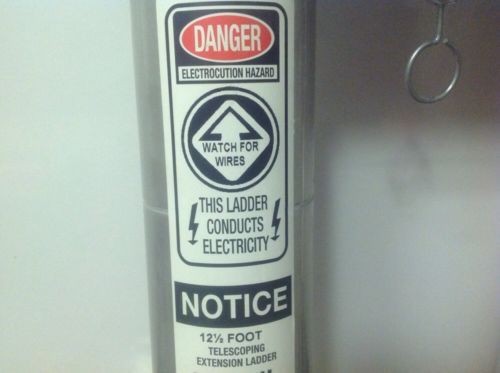 DANGER
ELECTROCUTION HAZARD
WATCH FOR
WIRES
THIS LADDER
CONDUCTS
ELECTRICITY
NOTICE
12½ FOOT
TELESCOPING
EXTENSION LADDER